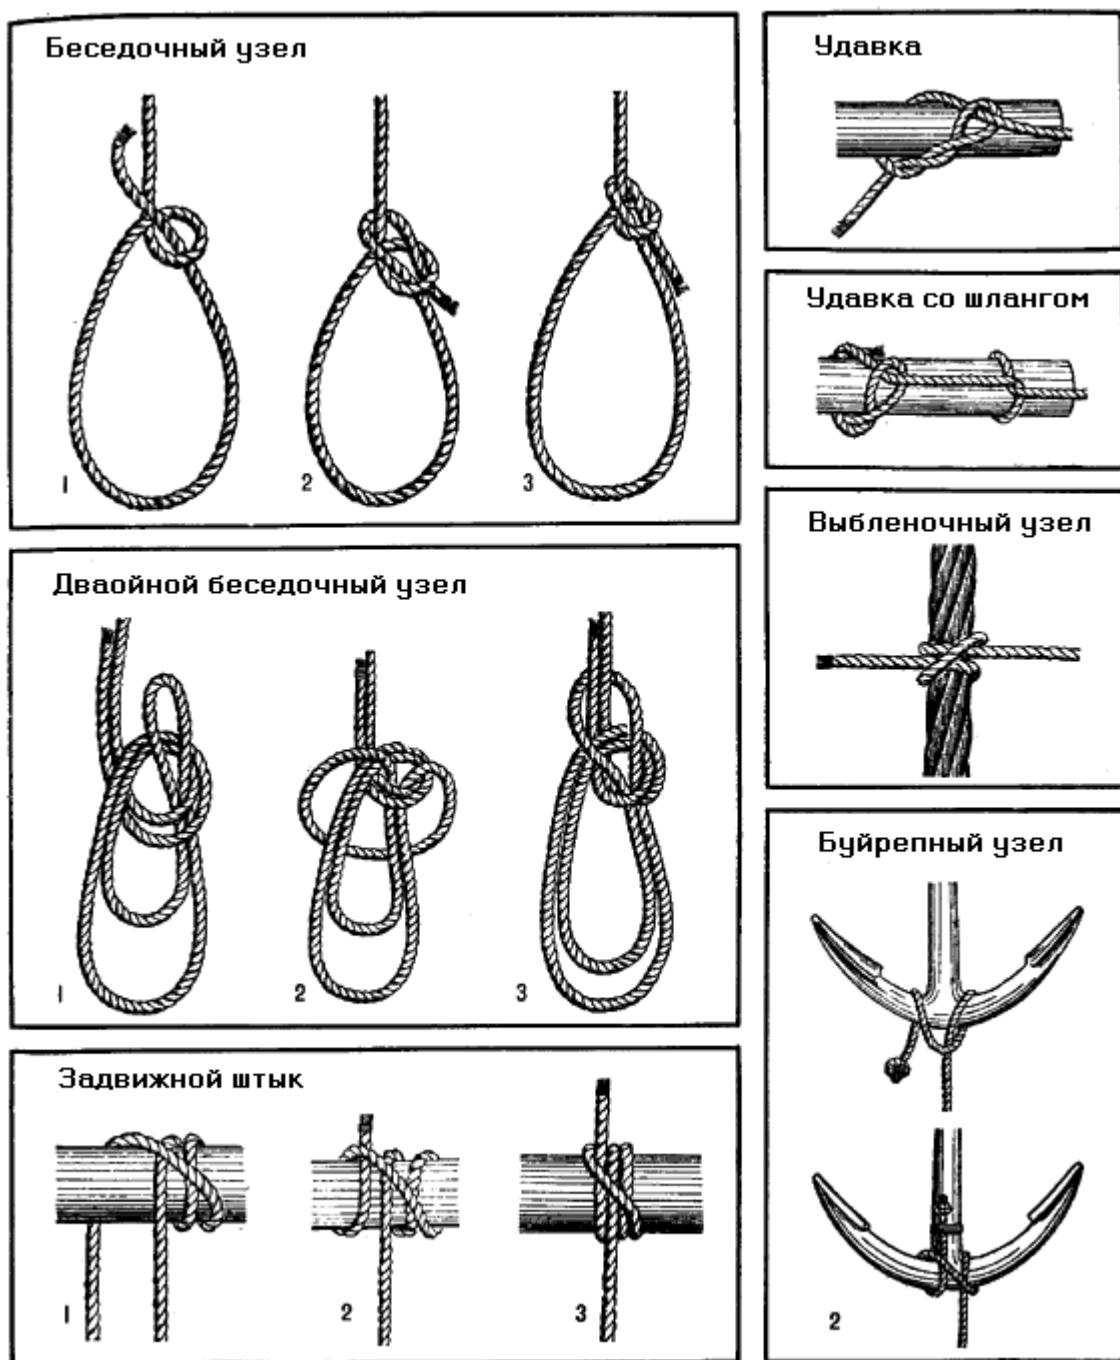 Беседочный узел
1 2 3
Дваойной беседочный узел
1 2 3
Задвижной штык
1 2 3
Удавка
Удавка со шлангом
Выбленочный узел
Буйрепный узел
2